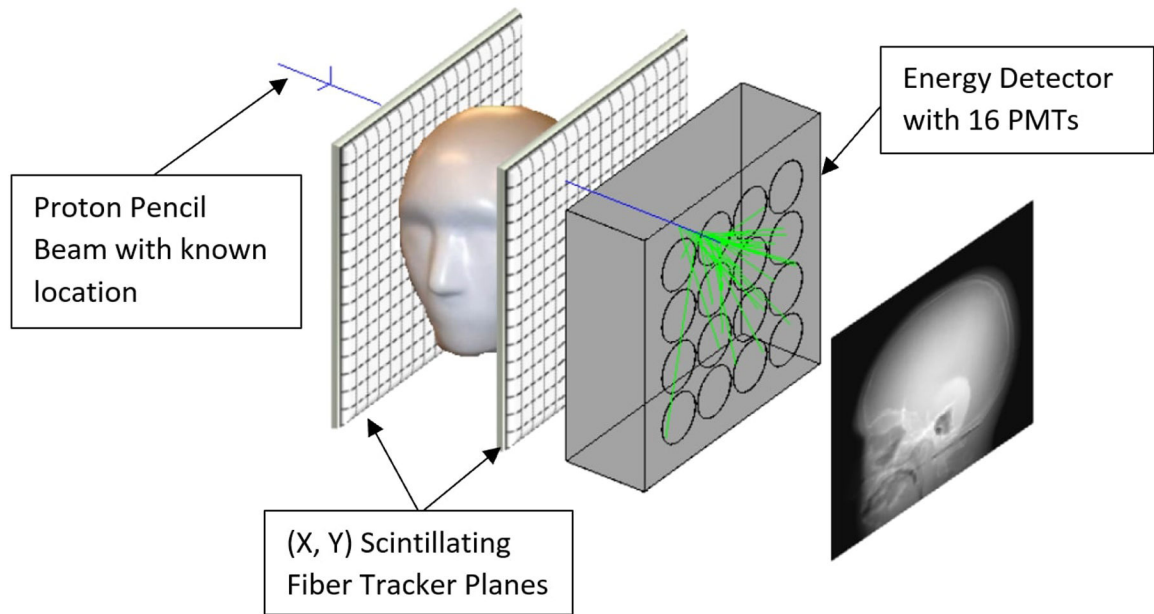 Energy Detector
with 16 PMTs
Proton Pencil
Beam with known
location
(X, Y) Scintillating
Fiber Tracker Planes